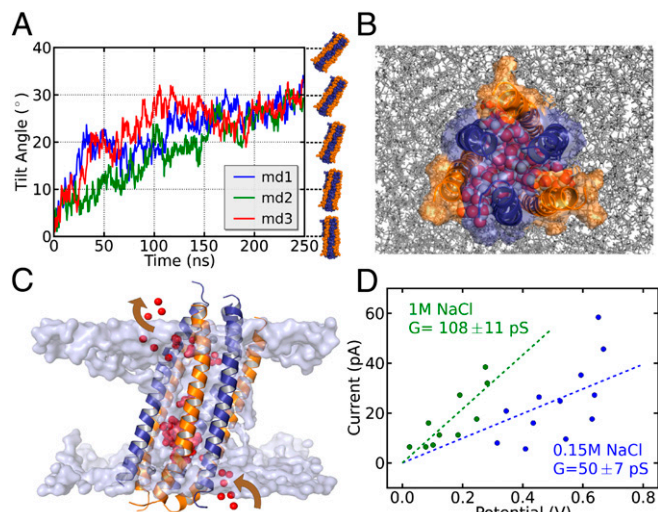 A
Tilt Angle (°)
40
30
20
10
0
md1
md2
md3
0 50 100 150 200 250
Time (ns)
B
C
D
Current (pA)
60
40
20
0
1M NaCl
G= 108±11 pS
0.15M NaCl
G=50±7 pS
0.0 0.2 0.4 0.6 0.8
Potential (V)